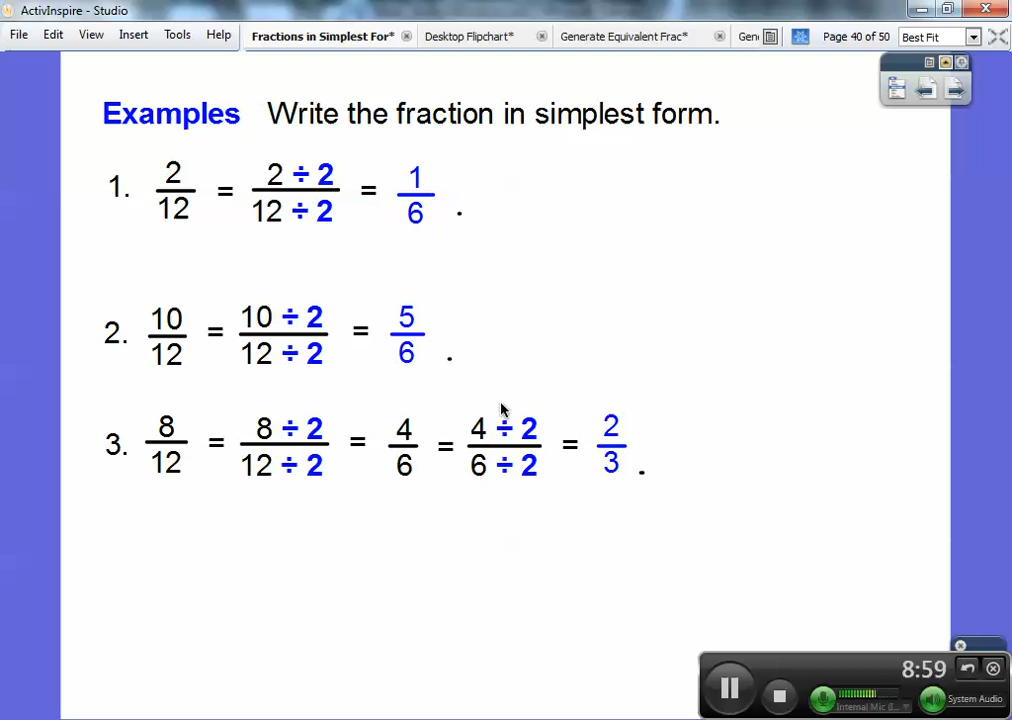 ActivInspire - Studio
File Edit View Insert Tools Help Fractions in Simplest For* Desktop Flipchart* Generate Equivalent Frac* Gen Page 40 of 50 Best Fit
Examples Write the fraction in simplest form.
1. 2/12 = 2 ÷ 2/12 ÷ 2 = 1/6 .
2. 10/12 = 10 ÷ 2/12 ÷ 2 = 5/6 .
3. 8/12 = 8 ÷ 2/12 ÷ 2 = 4/6 = 4 ÷ 2/6 ÷ 2 = 2/3 .
8:59
Internal Mic (I... System Audio